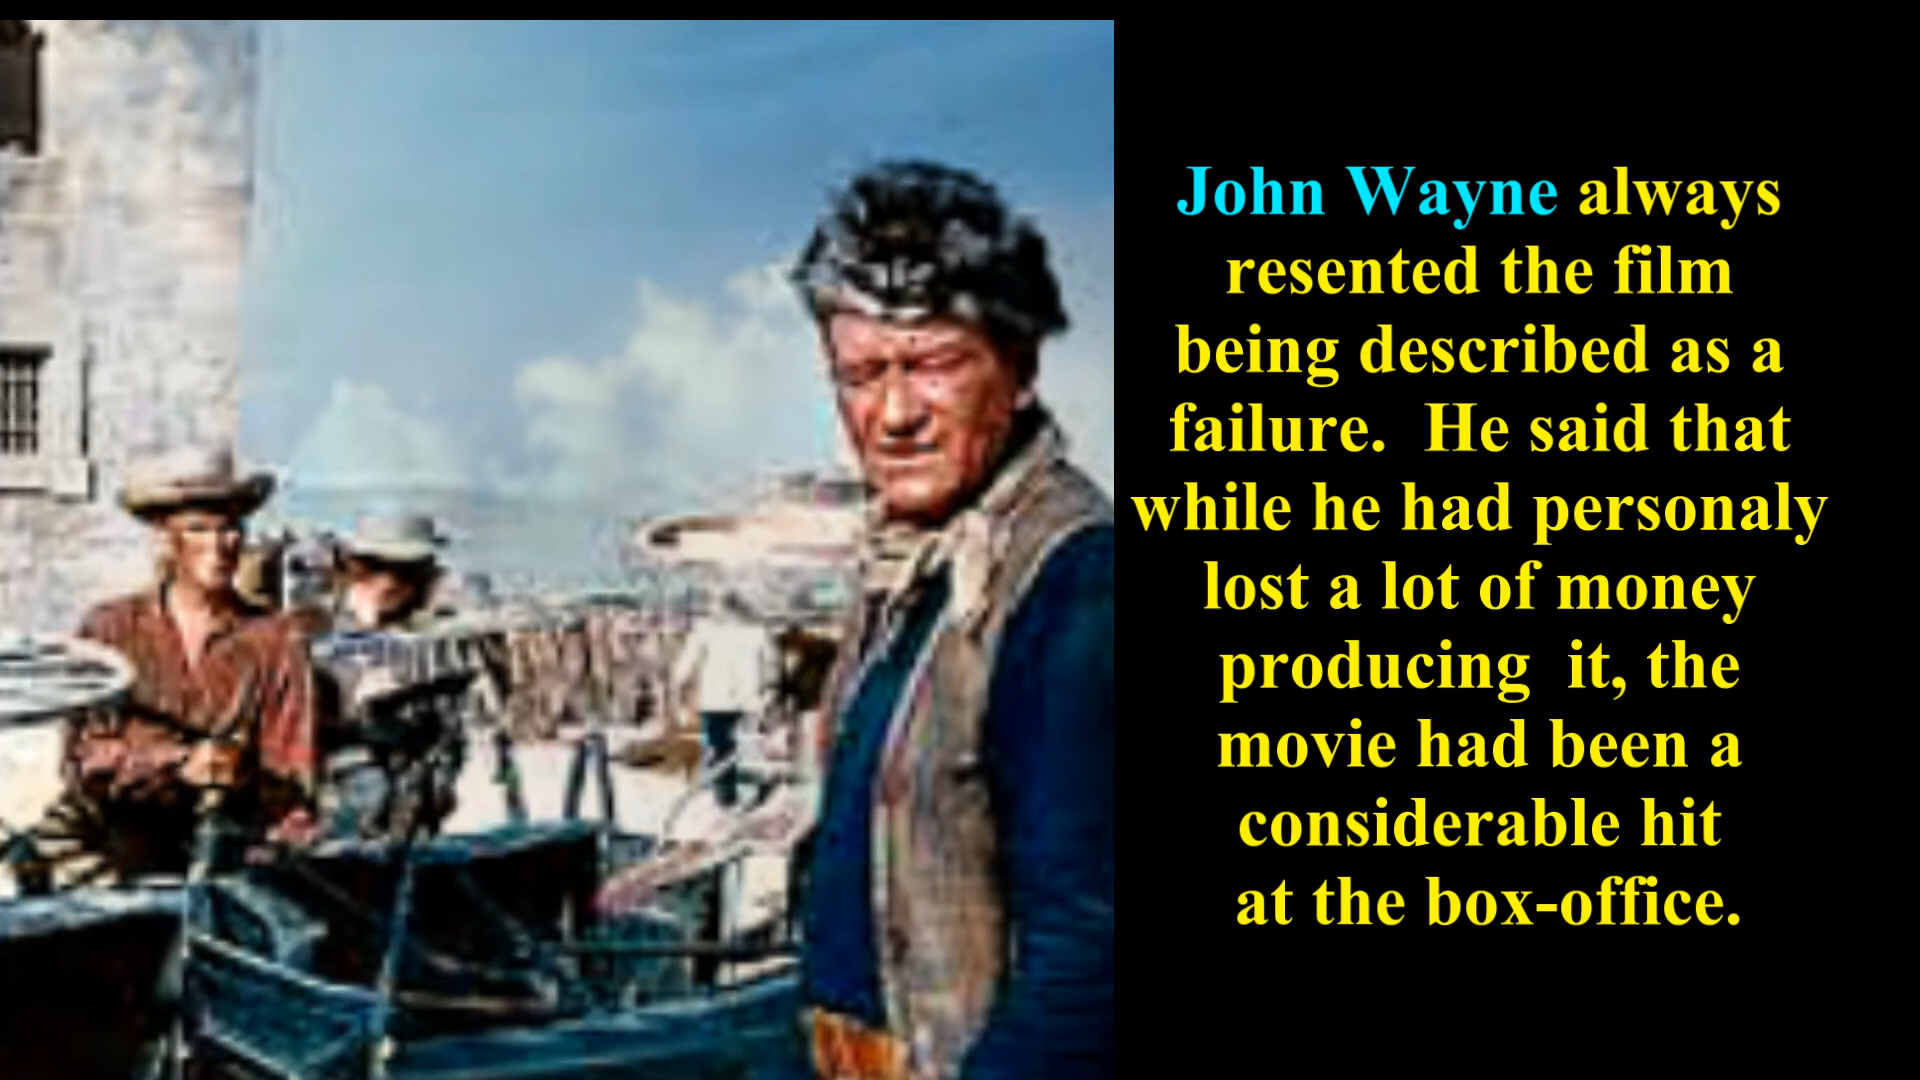 John Wayne always
resented the film
being described as a
failure.  He said that
while he had personaly
lost a lot of money
producing  it, the
movie had been a
considerable hit
at the box-office.